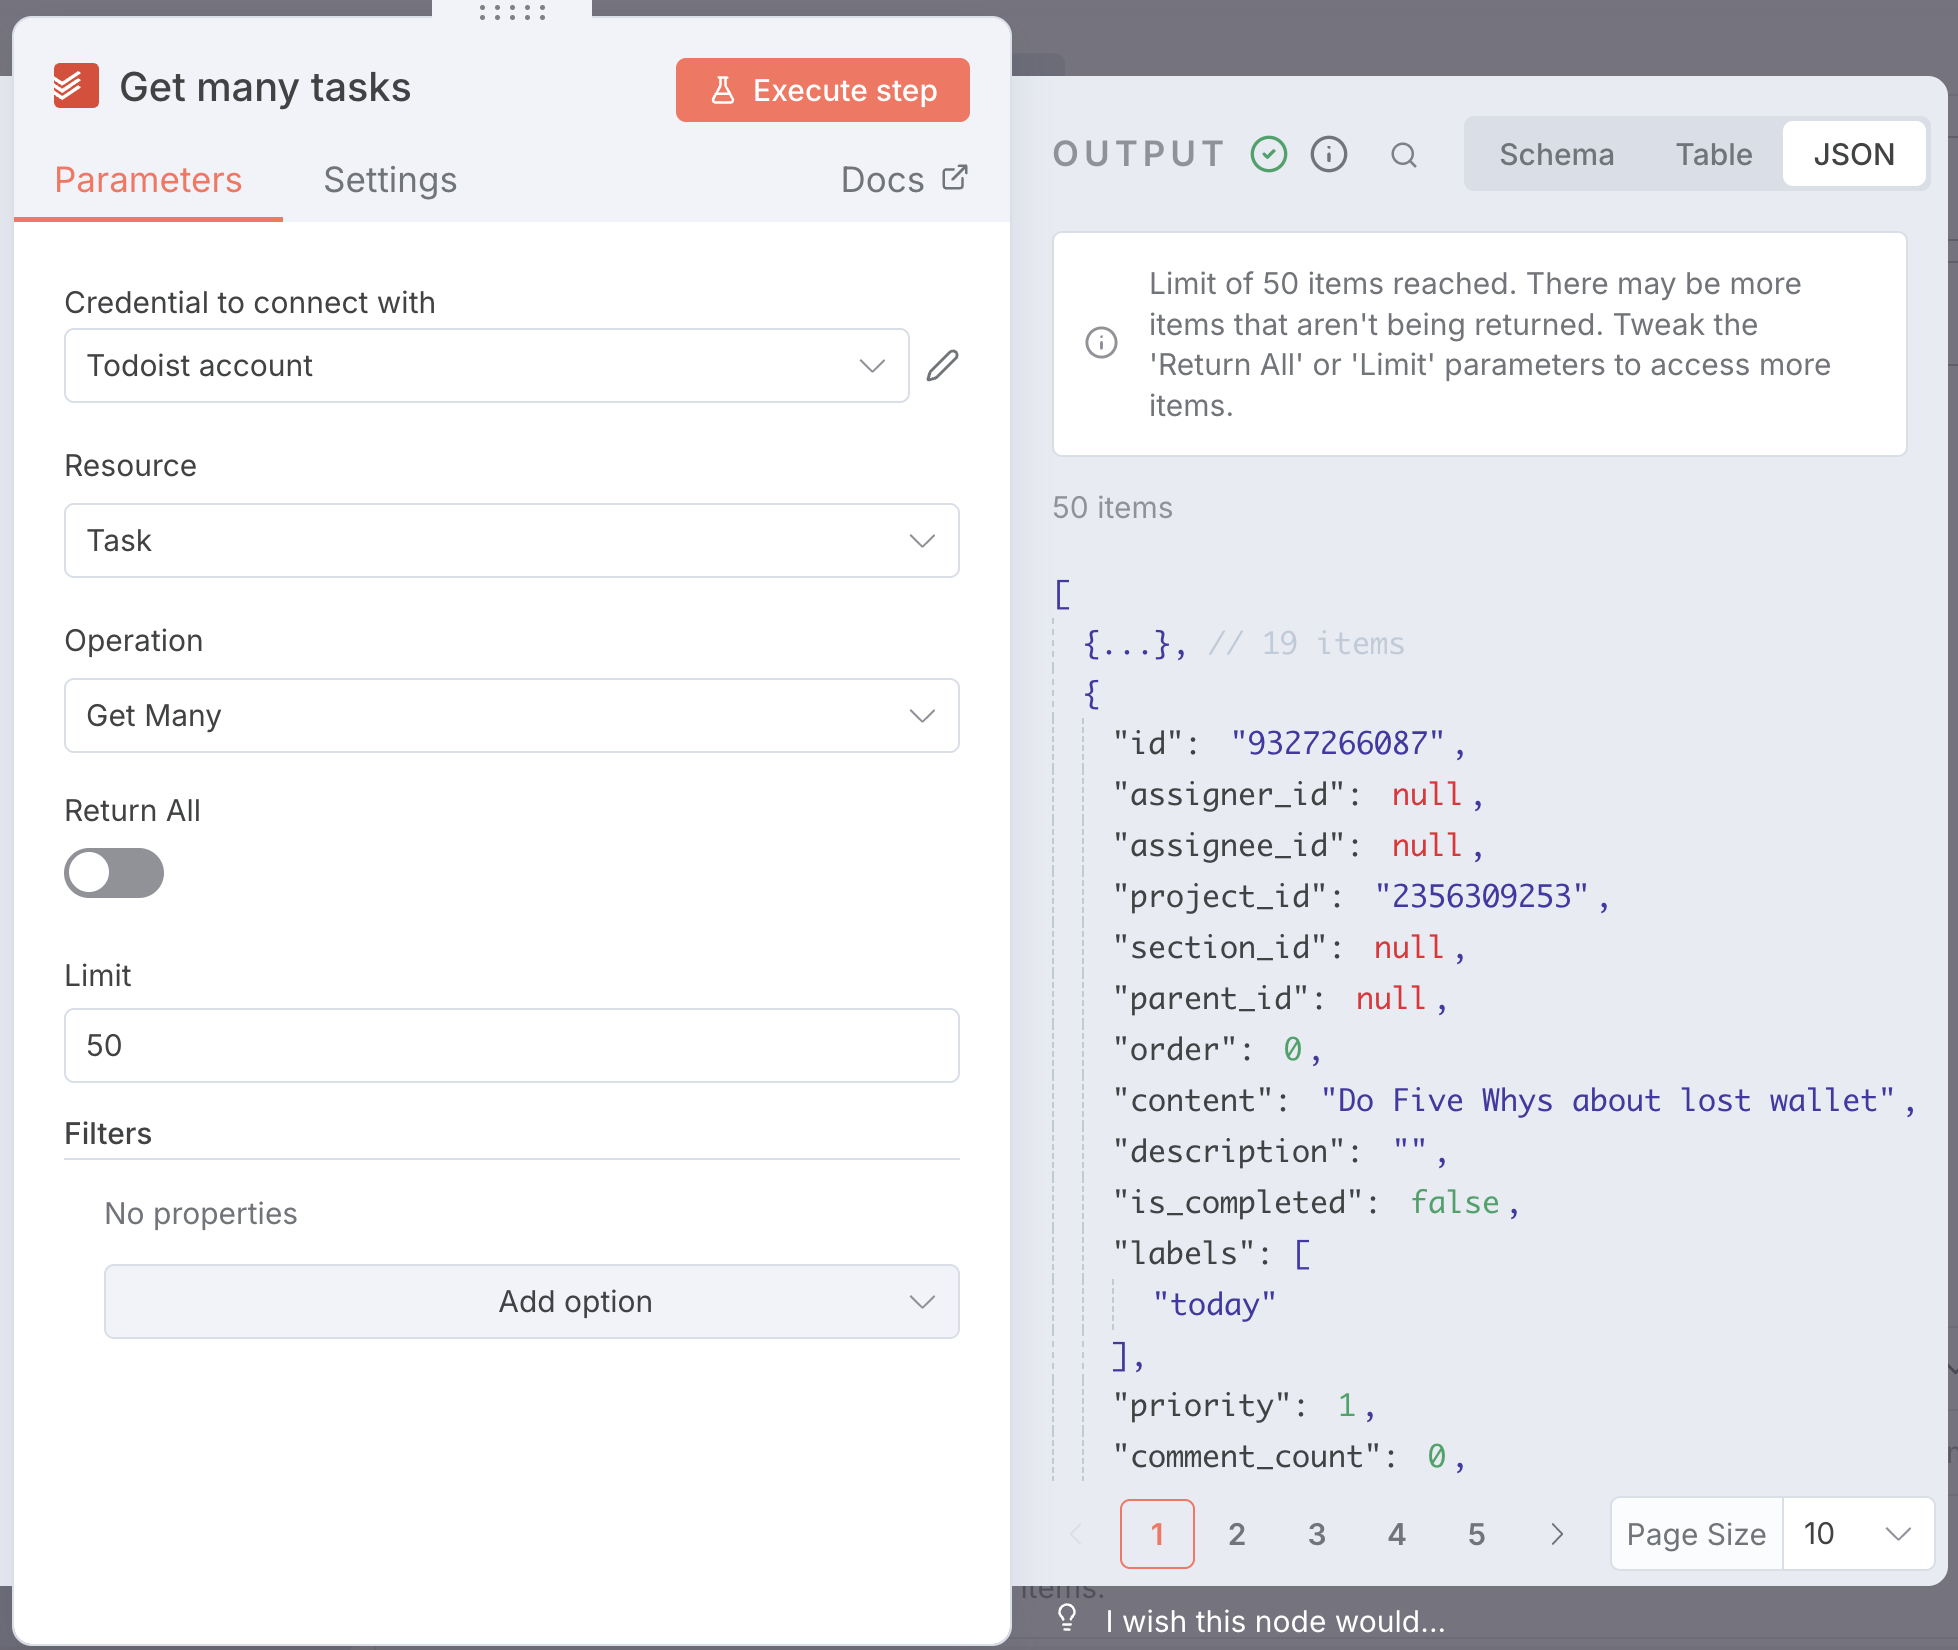 Get many tasks
Execute step
Parameters
Settings
Docs
Credential to connect with
Todoist account
Resource
Task
Operation
Get Many
Return All
Limit
50
Filters
No properties
Add option
OUTPUT
Schema
Table
JSON
Limit of 50 items reached. There may be more
items that aren't being returned. Tweak the
'Return All' or 'Limit' parameters to access more
items.
50 items
[
{...}, // 19 items
{
"id": "9327266087",
"assigner_id": null,
"assignee_id": null,
"project_id": "2356309253",
"section_id": null,
"parent_id": null,
"order": 0,
"content": "Do Five Whys about lost wallet",
"description": "",
"is_completed": false,
"labels": [
"today"
],
"priority": 1,
"comment_count": 0,
1 2 3 4 5
Page Size 10
items.
I wish this node would...